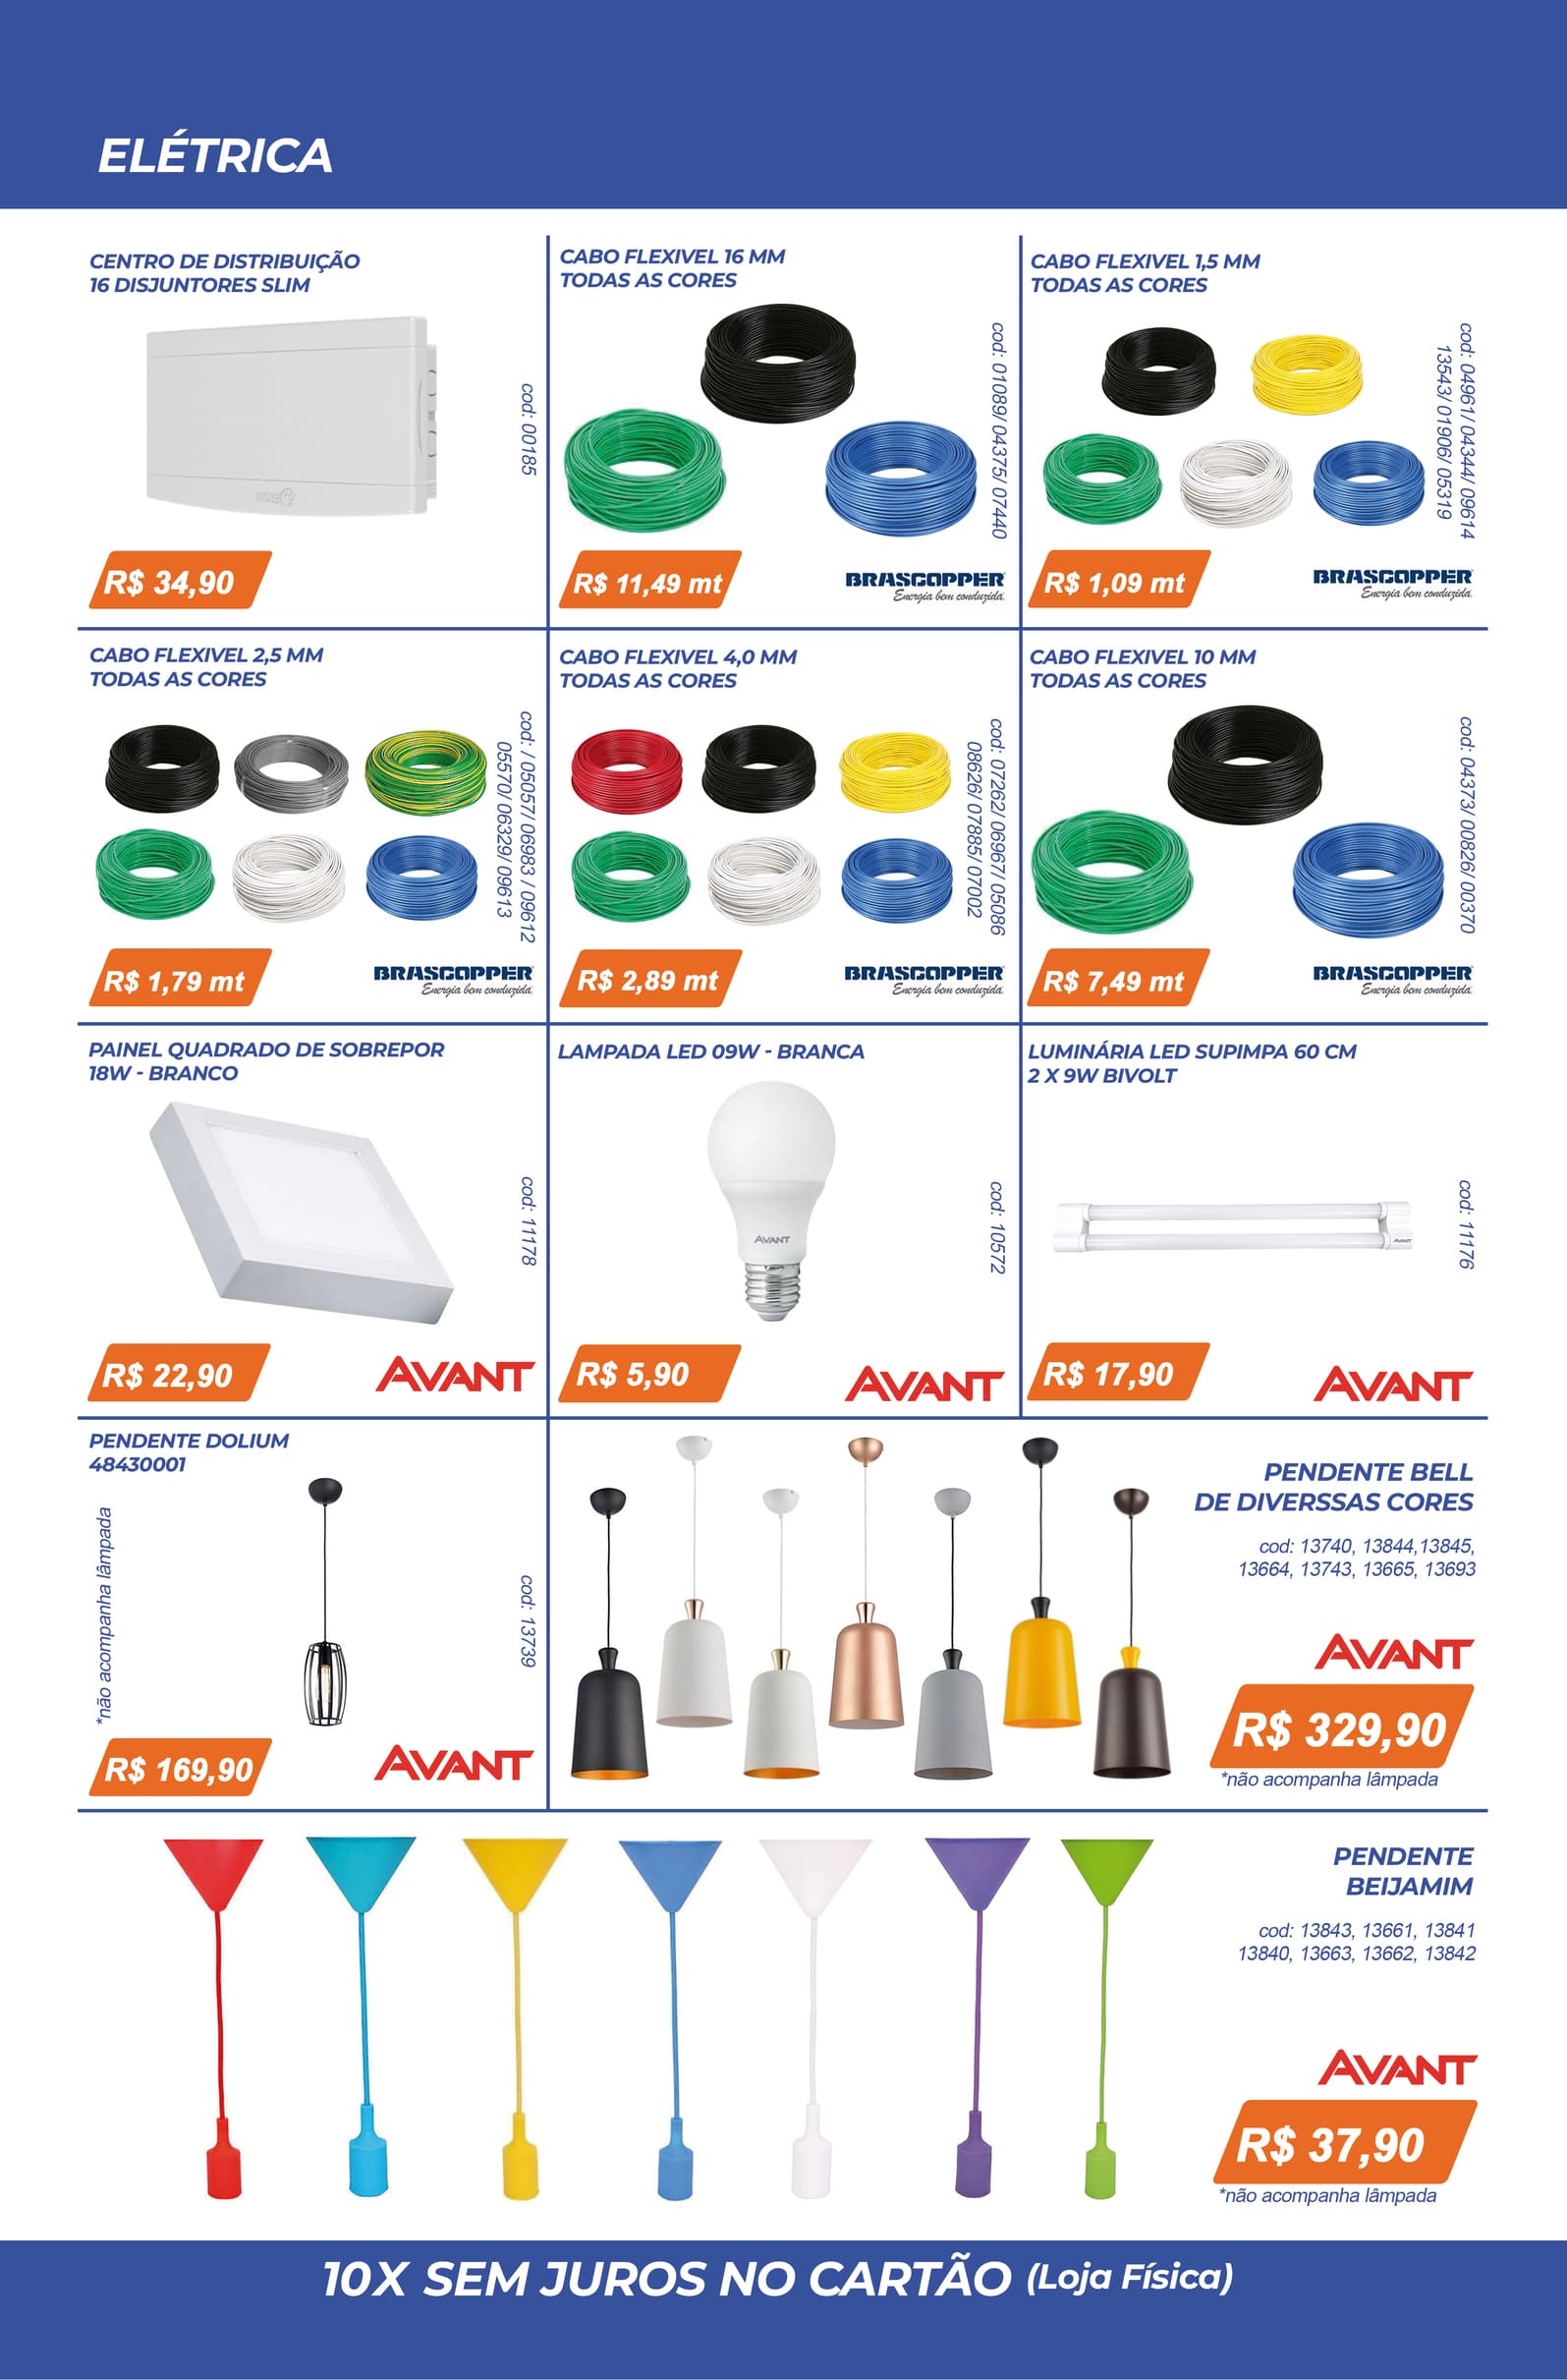 ELÉTRICA
CENTRO DE DISTRIBUIÇÃO
16 DISJUNTORES SLIM
cod: 00185
R$ 34,90
CABO FLEXIVEL 16 MM
TODAS AS CORES
cod: 01089/ 04375/ 07440
R$ 11,49 mt
BRASCOPPER
Energia bem conduzida.
CABO FLEXIVEL 1,5 MM
TODAS AS CORES
cod: 04961/ 04344/ 09614
13543/ 01906/ 05319
R$ 1,09 mt
BRASCOPPER
Energia bem conduzida.
CABO FLEXIVEL 2,5 MM
TODAS AS CORES
cod: / 05057/ 06983 / 09612
05570/ 06329/ 09613
R$ 1,79 mt
BRASCOPPER
Energia bem conduzida.
CABO FLEXIVEL 4,0 MM
TODAS AS CORES
cod: 07262/ 06967/ 05086
08626/ 07885/ 07002
R$ 2,89 mt
BRASCOPPER
Energia bem conduzida.
CABO FLEXIVEL 10 MM
TODAS AS CORES
cod: 04373/ 00826/ 00370
R$ 7,49 mt
BRASCOPPER
Energia bem conduzida.
PAINEL QUADRADO DE SOBREPOR
18W - BRANCO
cod: 11178
R$ 22,90
AVANT
LAMPADA LED 09W - BRANCA
AVANT
cod: 10572
R$ 5,90
AVANT
LUMINÁRIA LED SUPIMPA 60 CM
2 X 9W BIVOLT
AVANT
cod: 11176
R$ 17,90
AVANT
PENDENTE DOLIUM
48430001
*não acompanha lâmpada
cod: 13739
R$ 169,90
AVANT
PENDENTE BELL
DE DIVERSSAS CORES
cod: 13740, 13844,13845,
13664, 13743, 13665, 13693
AVANT
R$ 329,90
*não acompanha lâmpada
PENDENTE
BEIJAMIM
cod: 13843, 13661, 13841
13840, 13663, 13662, 13842
AVANT
R$ 37,90
*não acompanha lâmpada
10X SEM JUROS NO CARTÃO (Loja Física)